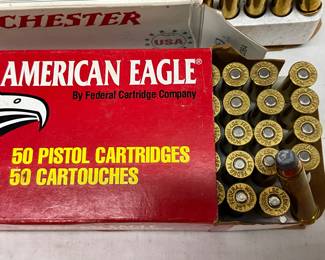 CHESTER
USA
AMERICAN EAGLE®
By Federal Cartridge Company
50 PISTOL CARTRIDGES
50 CARTOUCHES